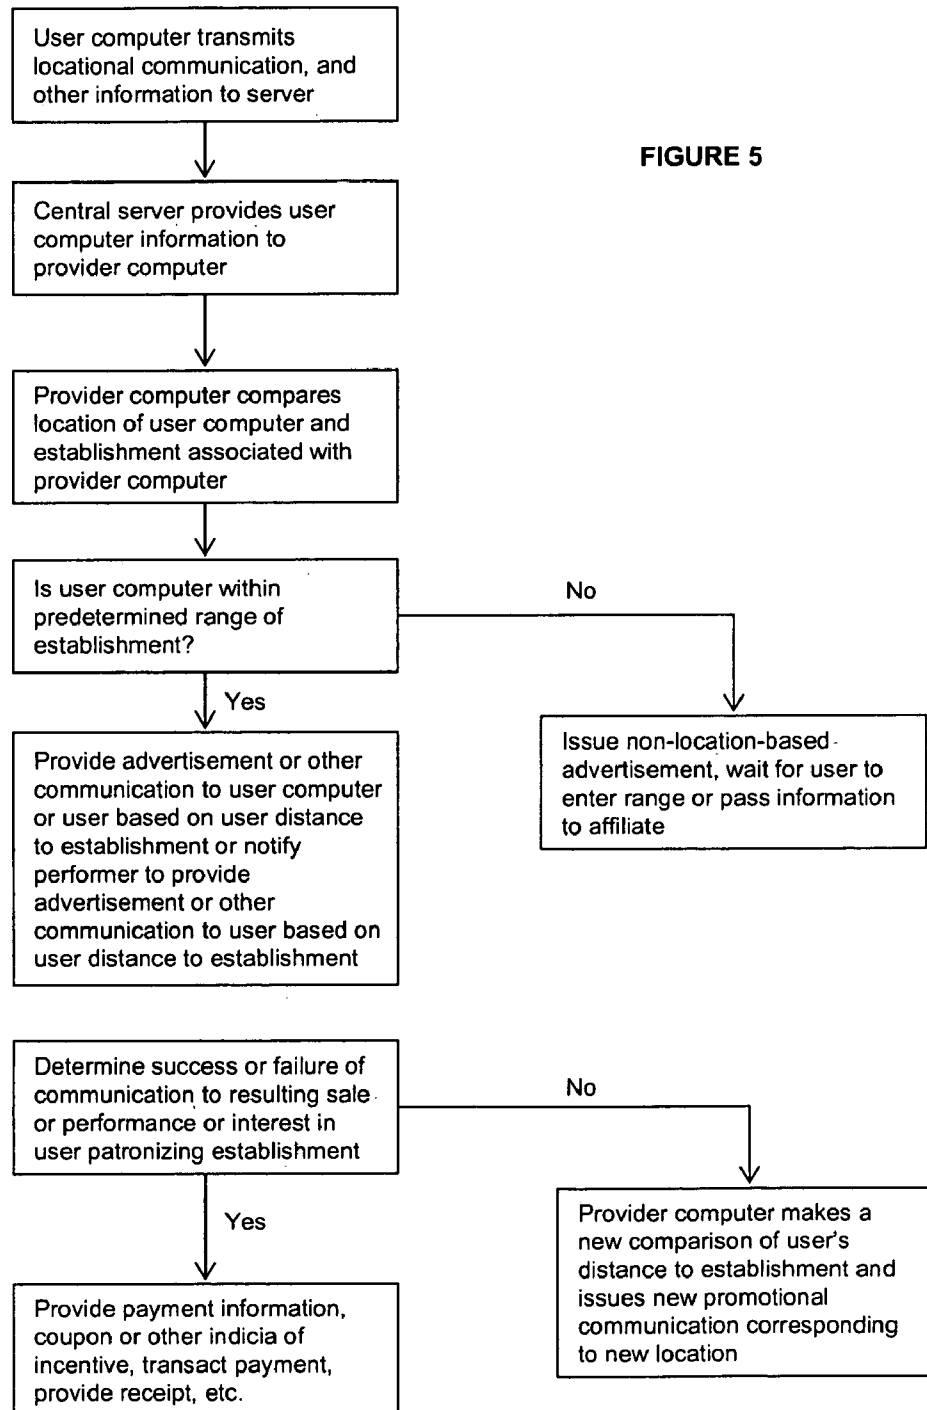 User computer transmits
locational communication, and
other information to server
FIGURE 5
Central server provides user
computer information to
provider computer
Provider computer compares
location of user computer and
establishment associated with
provider computer
Is user computer within
predetermined range of
establishment?
No
Yes
Issue non-location-based
advertisement, wait for user to
enter range or pass information
to affiliate
Provide advertisement or other
communication to user computer
or user based on user distance
to establishment or notify
performer to provide
advertisement or other
communication to user based on
user distance to establishment
Determine success or failure of
communication to resulting sale
or performance or interest in
user patronizing establishment
No
Yes
Provider computer makes a
new comparison of user's
distance to establishment and
issues new promotional
communication corresponding
to new location
Provide payment information,
coupon or other indicia of
incentive, transact payment,
provide receipt, etc.